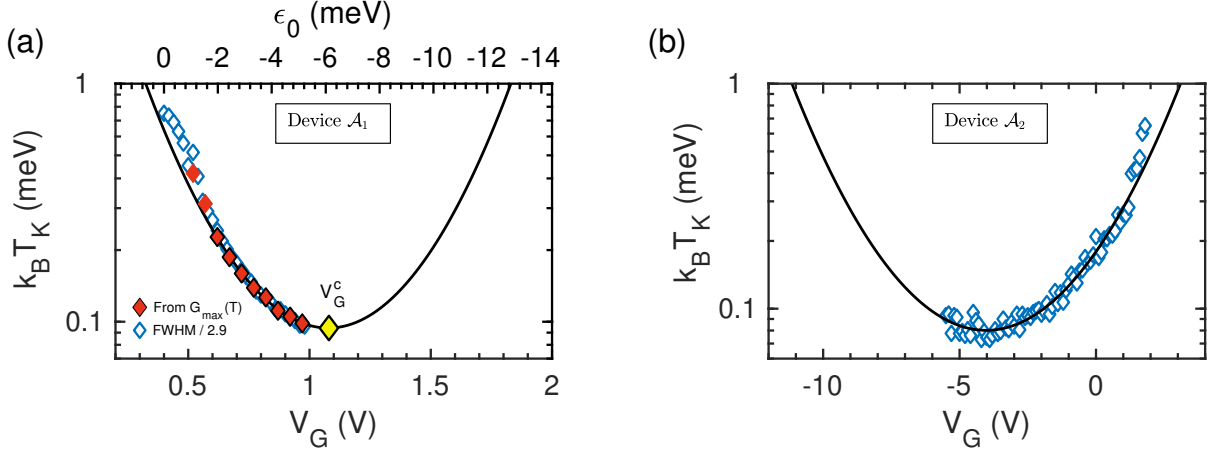 (a)
ϵ0 (meV)
0 -2 -4 -6 -8 -10 -12 -14
1
Device 𝒜1
kBTK (meV)
VGc
From Gmax(T)
FWHM / 2.9
0.1
0.5 1 1.5 2
VG (V)
(b)
1
Device 𝒜2
kBTK (meV)
0.1
-10 -5 0
VG (V)